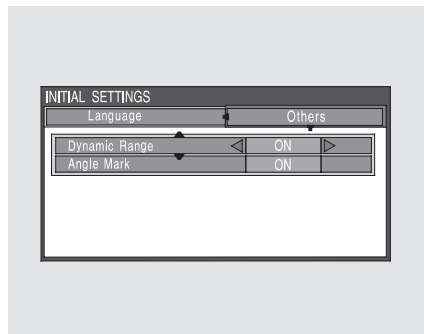 INITIAL SETTINGS
Language Others
Dynamic Range ON
Angle Mark ON